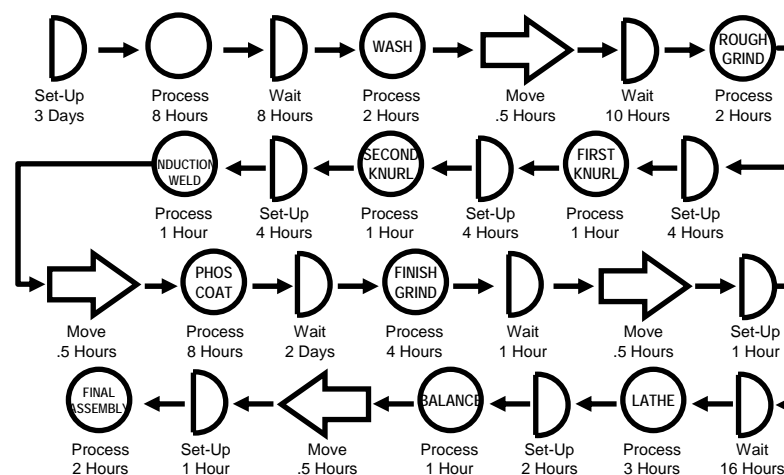 WASH
ROUGH
GRIND
Set-Up
3 Days
Process
8 Hours
Wait
8 Hours
Process
2 Hours
Move
.5 Hours
Wait
10 Hours
Process
2 Hours
NDUCTION
WELD
SECOND
KNURL
FIRST
KNURL
Process
1 Hour
Set-Up
4 Hours
Process
1 Hour
Set-Up
4 Hours
Process
1 Hour
Set-Up
4 Hours
PHOS
COAT
FINISH
GRIND
Move
.5 Hours
Process
8 Hours
Wait
2 Days
Process
4 Hours
Wait
1 Hour
Move
.5 Hours
Set-Up
1 Hour
FINAL
ASSEMBLY
BALANCE
LATHE
Process
2 Hours
Set-Up
1 Hour
Move
.5 Hours
Process
1 Hour
Set-Up
2 Hours
Process
3 Hours
Wait
16 Hours